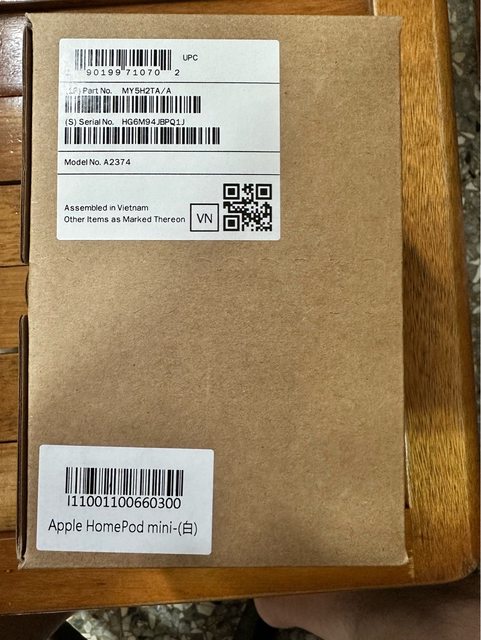 UPC
90199 71070 2
Part No. MY5H2TA/A
(S) Serial No. HG6M94JBPQ1J
Model No. A2374
Assembled in Vietnam
Other Items as Marked Thereon
VN
I11001100660300
Apple HomePod mini-(白)